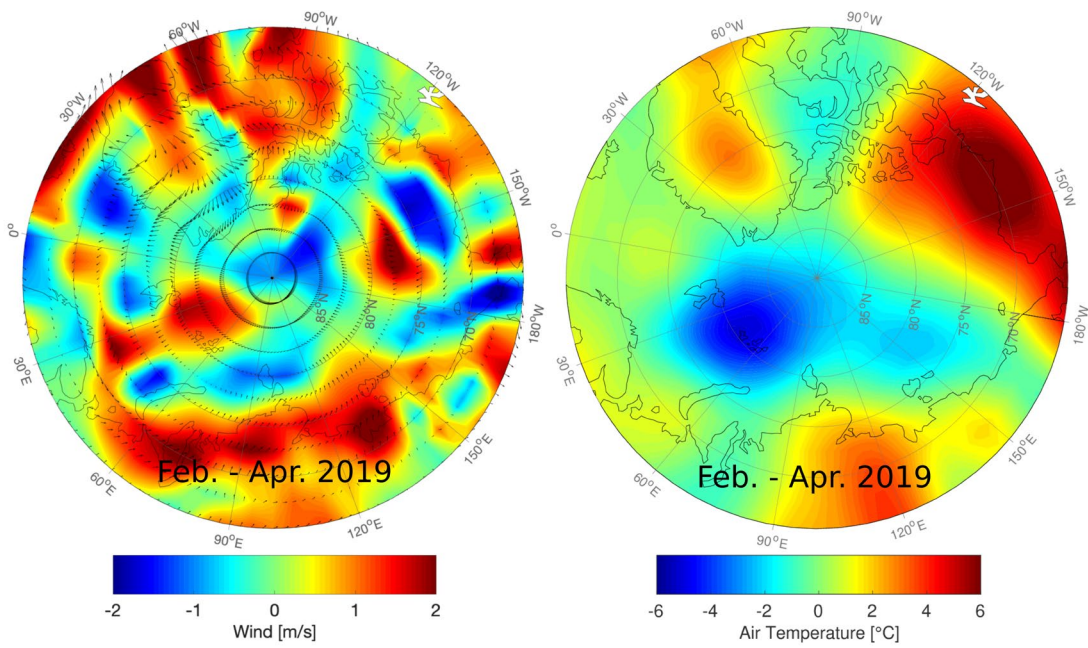 90°W
60°W
120°W
30°W
150°W
0°
85°N
80°N
75°N
70°N
180°W
30°E
150°E
60°E
Feb. - Apr. 2019
120°E
90°E
-2 -1 0 1 2
Wind [m/s]
90°W
60°W
120°W
30°W
150°W
0°
85°N
80°N
75°N
70°N
180°W
30°E
150°E
60°E
Feb. - Apr. 2019
120°E
90°E
-6 -4 -2 0 2 4 6
Air Temperature [°C]